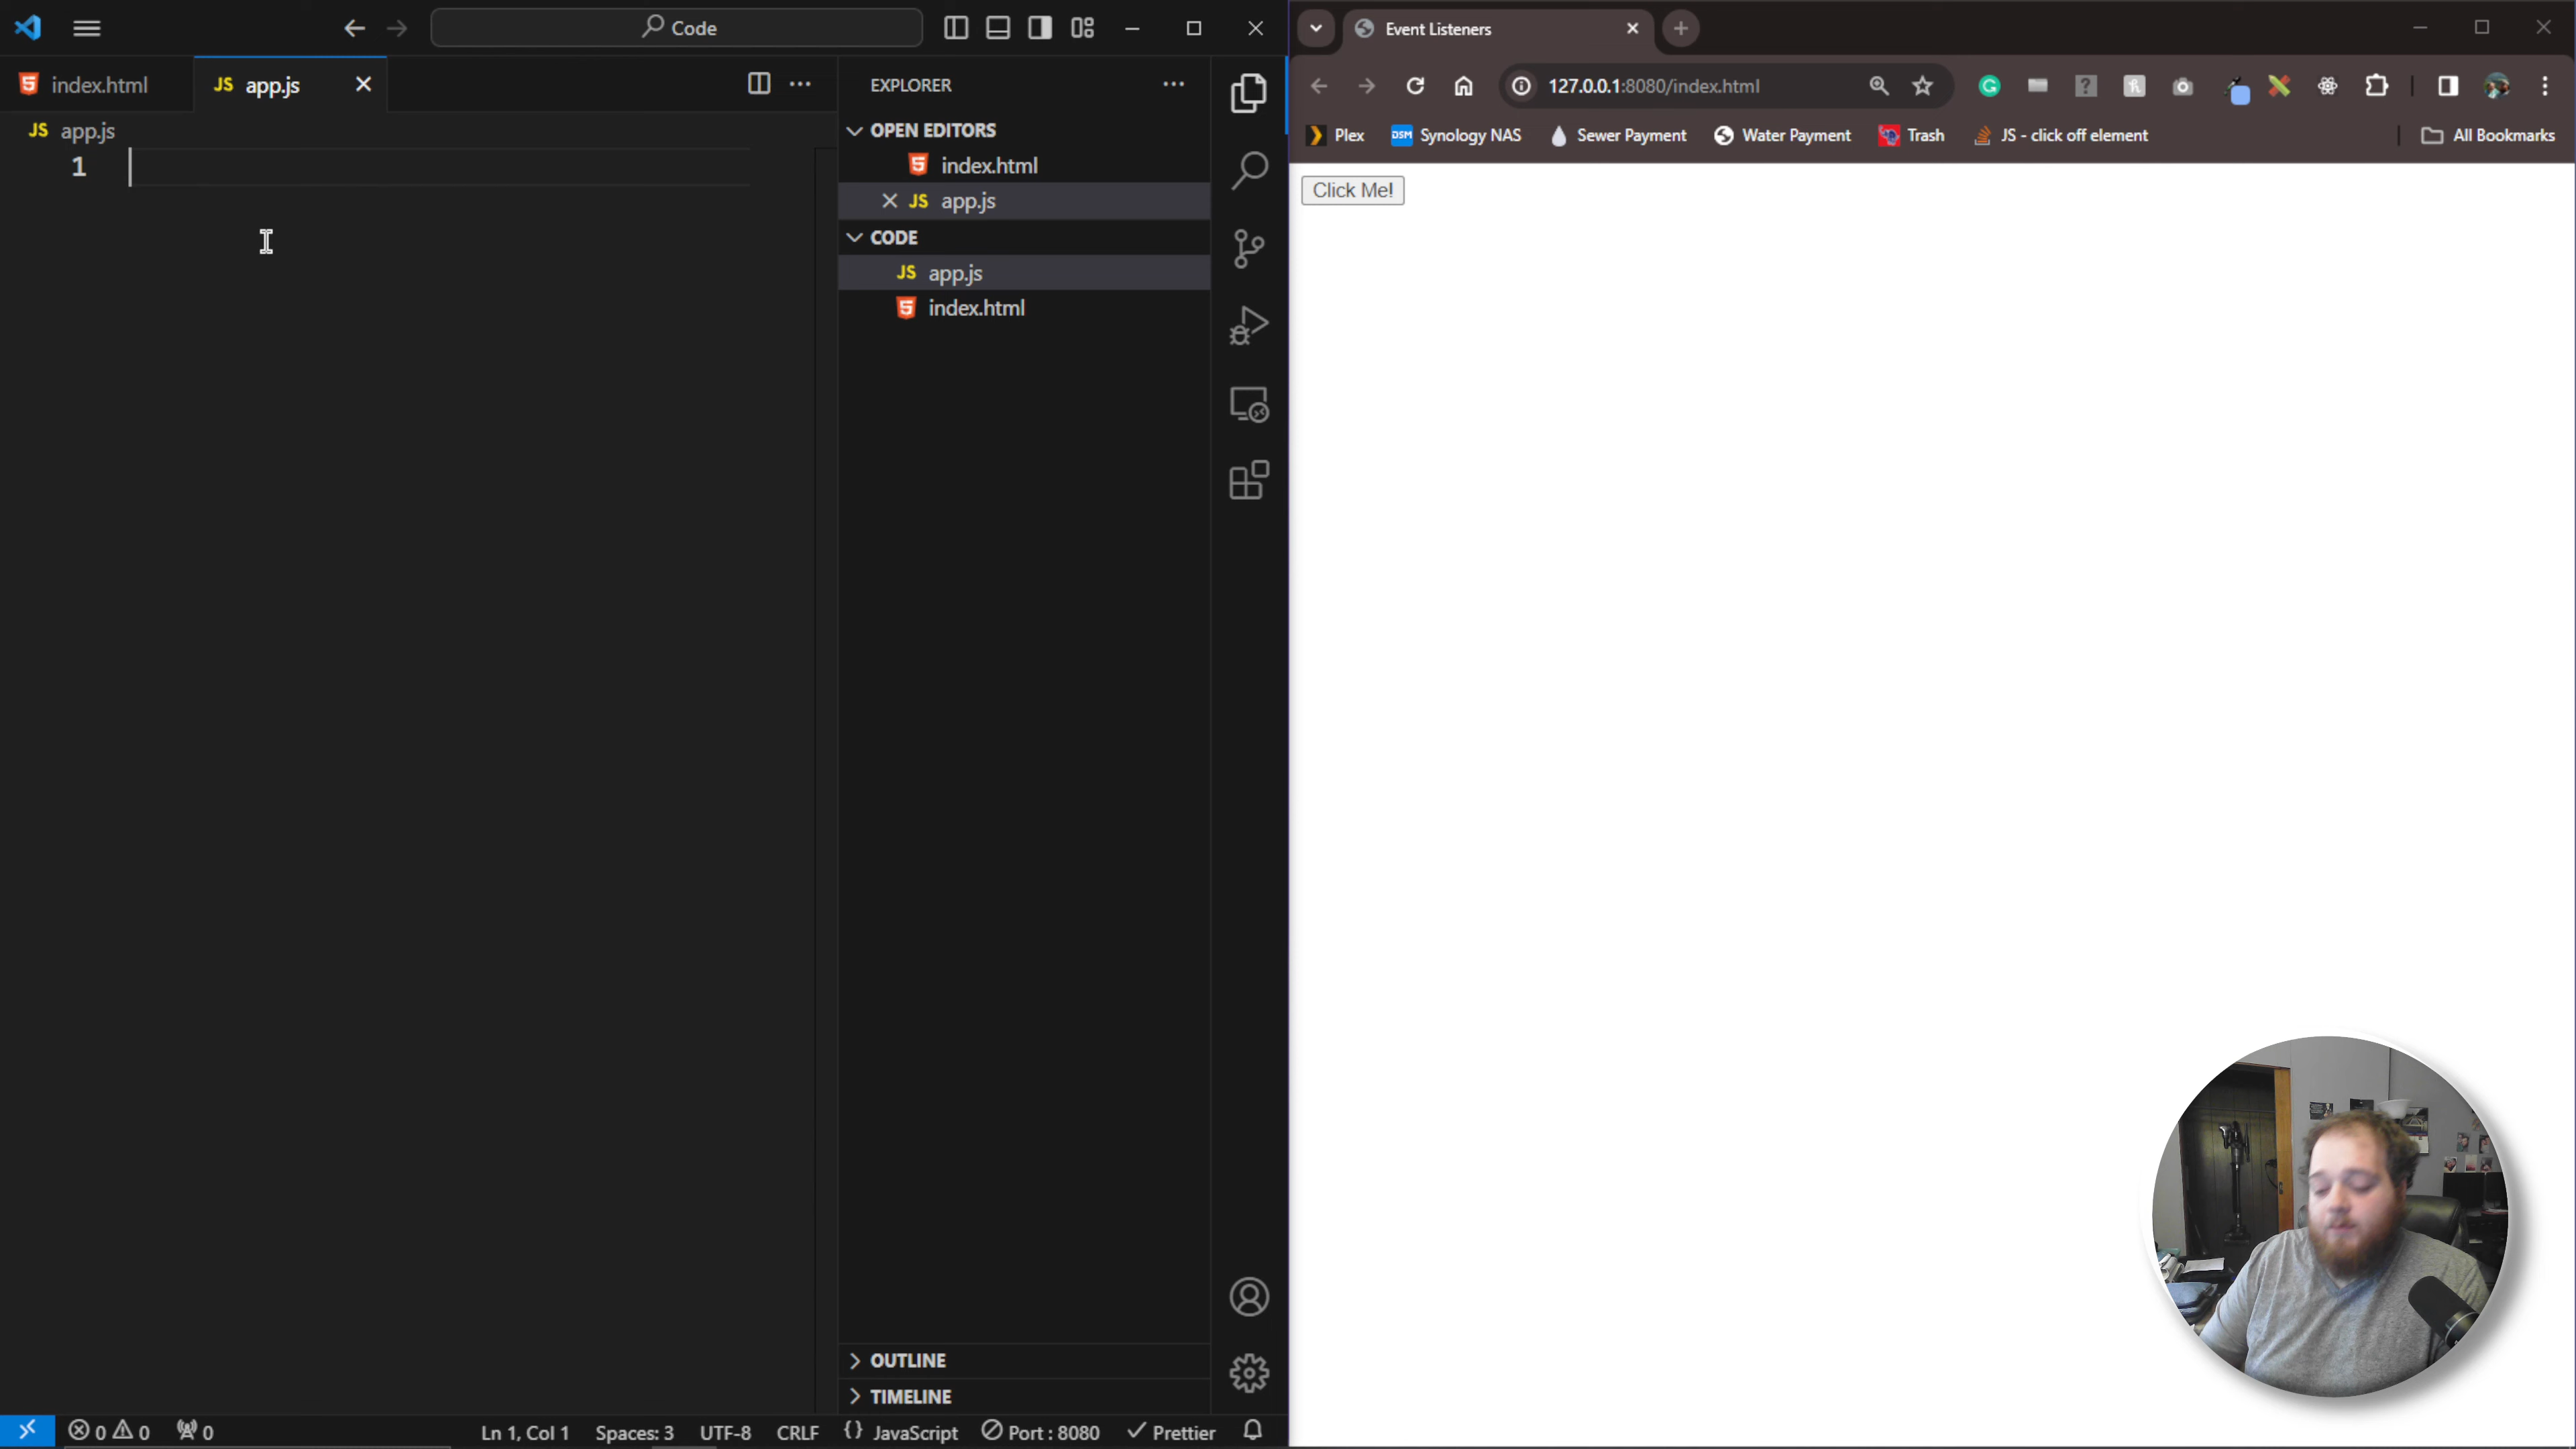 Code
index.html
JS app.js
JS app.js
1
EXPLORER
OPEN EDITORS
index.html
JS app.js
CODE
JS app.js
index.html
OUTLINE
TIMELINE
0 0 0
Ln 1, Col 1
Spaces: 3
UTF-8
CRLF
{} JavaScript
Port : 8080
Prettier
Event Listeners
127.0.0.1:8080/index.html
Plex
DSM Synology NAS
Sewer Payment
Water Payment
Trash
JS - click off element
All Bookmarks
Click Me!